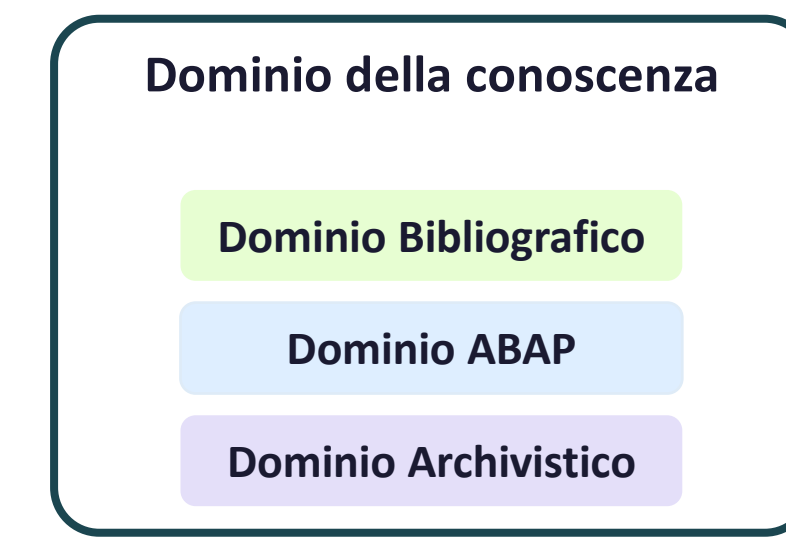 Dominio della conoscenza
Dominio Bibliografico
Dominio ABAP
Dominio Archivistico